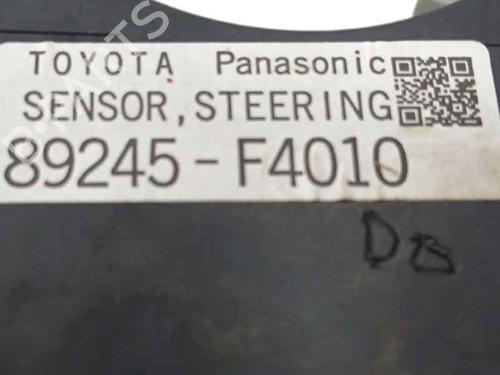 TOYOTA Panasonic
SENSOR, STEERING
89245-F4010
DB